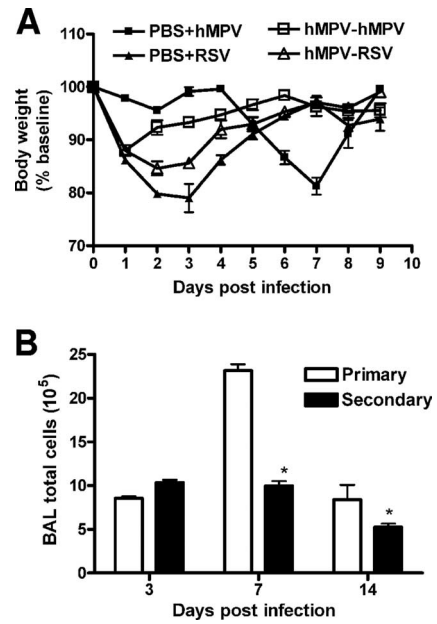 A
PBS+hMPV
hMPV-hMPV
PBS+RSV
hMPV-RSV
Body weight
(% baseline)
110
100
90
80
70
0 1 2 3 4 5 6 7 8 9 10
Days post infection
B
BAL total cells (10⁵)
25
20
15
10
5
0
Primary
Secondary
*
*
3 7 14
Days post infection